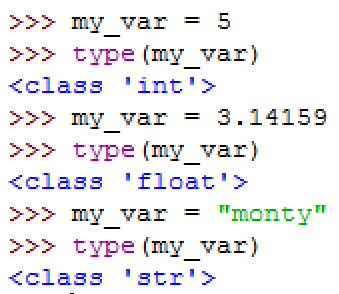 >>> my_var = 5
>>> type(my_var)
<class 'int'>
>>> my_var = 3.14159
>>> type(my_var)
<class 'float'>
>>> my_var = "monty"
>>> type(my_var)
<class 'str'>